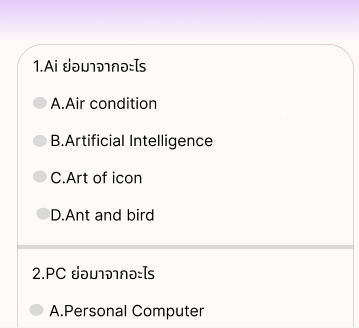 1.Ai ย่อมาจากอะไร
A.Air condition
B.Artificial Intelligence
C.Art of icon
D.Ant and bird
2.PC ย่อมาจากอะไร
A.Personal Computer